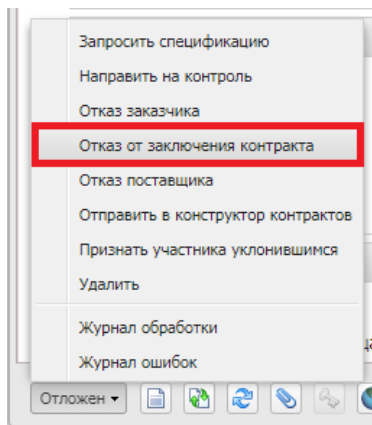 Запросить спецификацию
Направить на контроль
Отказ заказчика
Отказ от заключения контракта
Отказ поставщика
Отправить в конструктор контрактов
Признать участника уклонившимся
Удалить
Журнал обработки
Журнал ошибок
Отложен